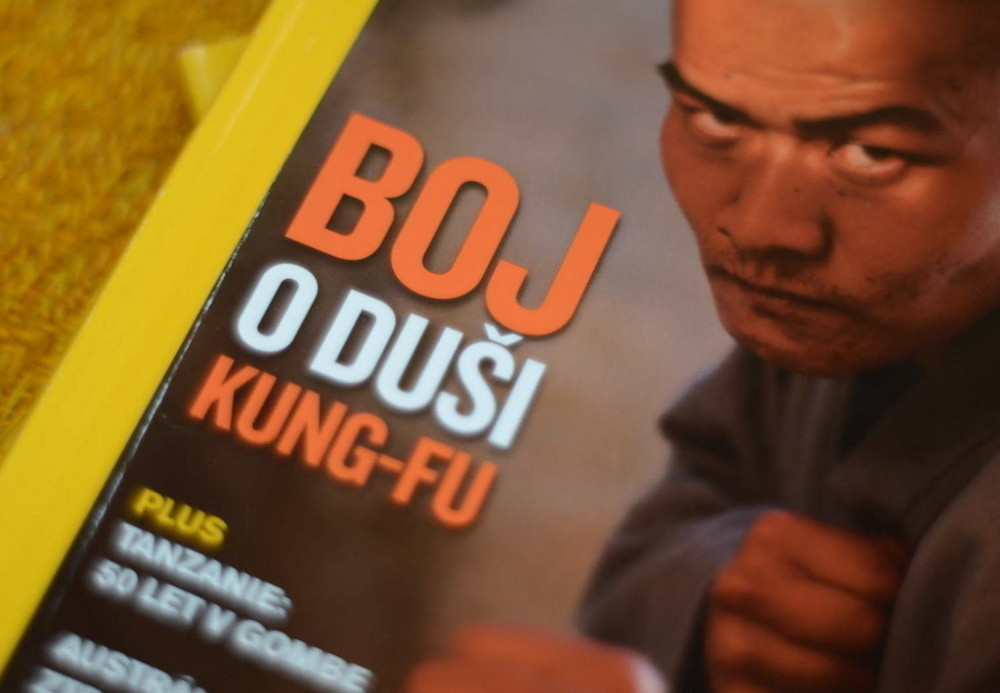 BOJ
O DUŠI
KUNG-FU
PLUS
TANZANIE:
50 LET V GOMBE